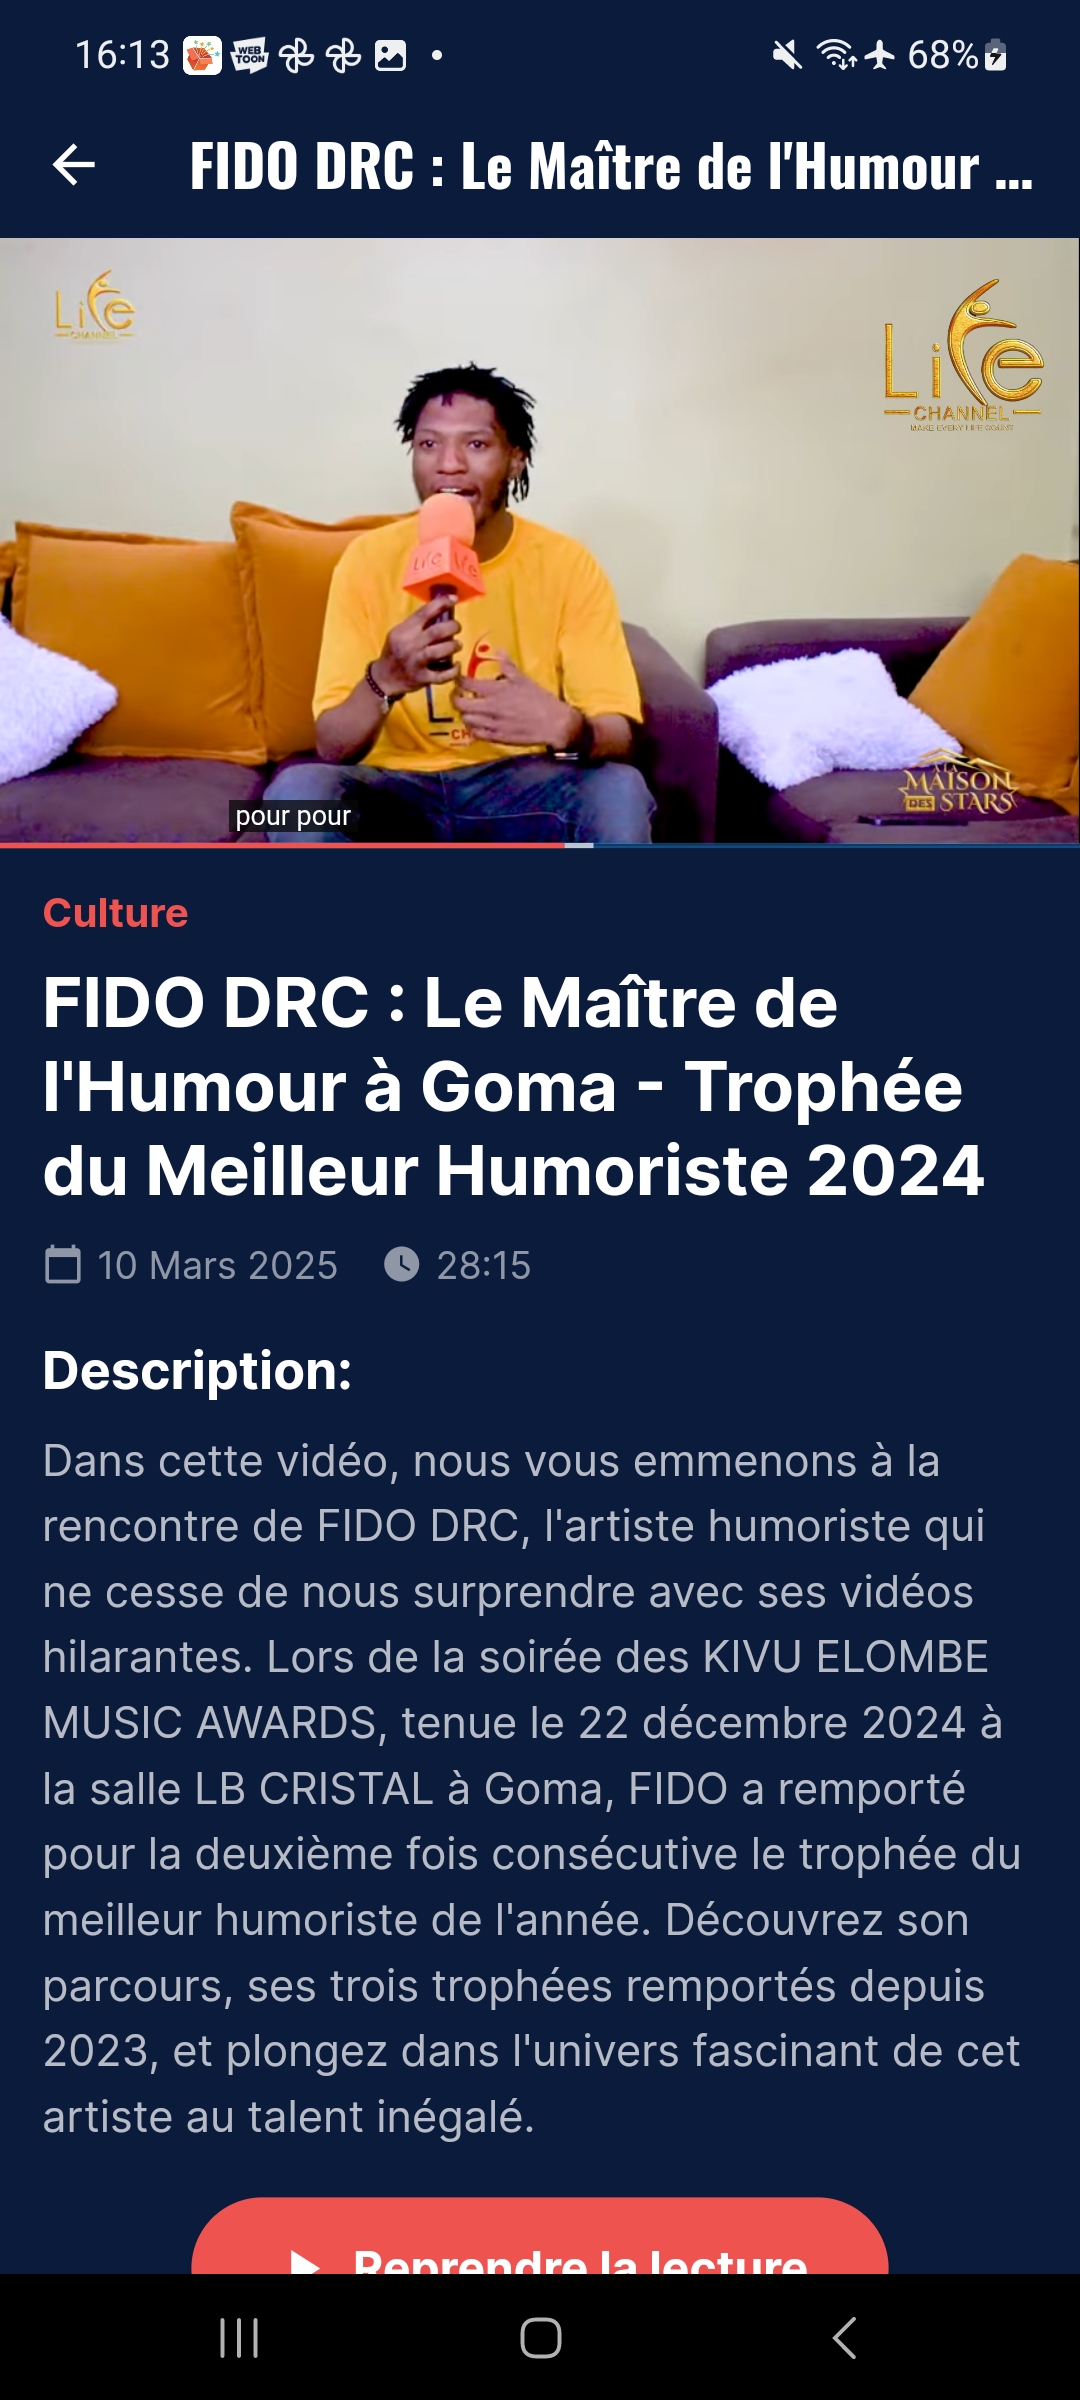 16:13 WEB TOON 68%
FIDO DRC : Le Maître de l'Humour ...
Life
CHANNEL
Life
CHANNEL
MAKE EVERY LIFE COUNT
Life Life
À LA
MAISON
DES STARS
pour pour
Culture
FIDO DRC : Le Maître de
l'Humour à Goma - Trophée
du Meilleur Humoriste 2024
10 Mars 2025 28:15
Description:
Dans cette vidéo, nous vous emmenons à la
rencontre de FIDO DRC, l'artiste humoriste qui
ne cesse de nous surprendre avec ses vidéos
hilarantes. Lors de la soirée des KIVU ELOMBE
MUSIC AWARDS, tenue le 22 décembre 2024 à
la salle LB CRISTAL à Goma, FIDO a remporté
pour la deuxième fois consécutive le trophée du
meilleur humoriste de l'année. Découvrez son
parcours, ses trois trophées remportés depuis
2023, et plongez dans l'univers fascinant de cet
artiste au talent inégalé.
Reprendre la lecture